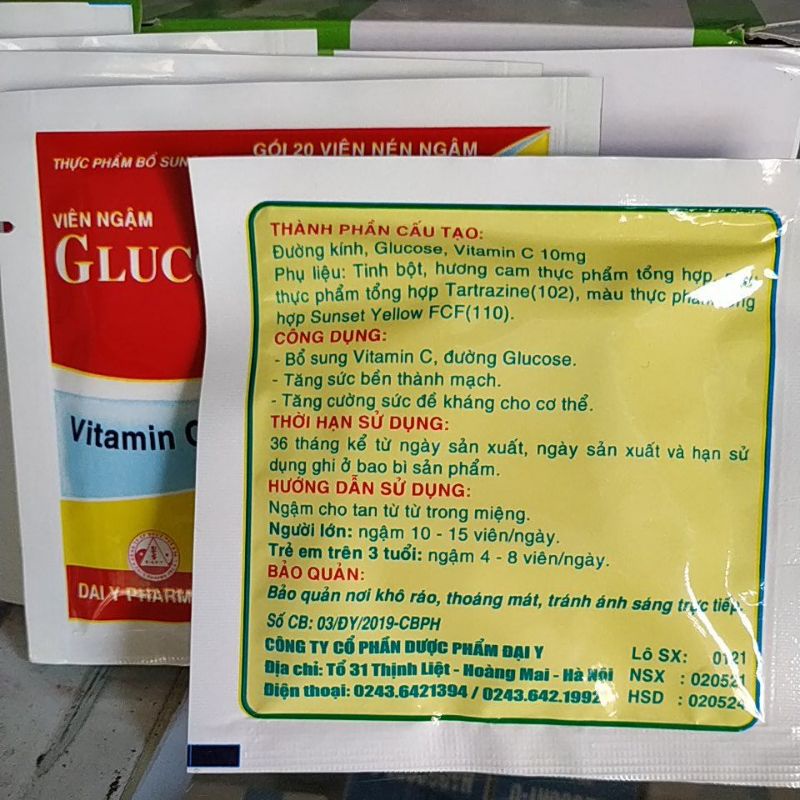 THỰC PHẨM BỔ SUN
GÓI 20 VIÊN NÉN NGẬM
VIÊN NGẬM
GLUC
Vitamin C
DAI Y PHARM
THÀNH PHẦN CẤU TẠO:
Đường kính, Glucose, Vitamin C 10mg
Phụ liệu: Tinh bột, hương cam thực phẩm tổng hợp,
thực phẩm tổng hợp Tartrazine(102), màu thực phẩm tổng
hợp Sunset Yellow FCF(110).
CÔNG DỤNG:
- Bổ sung Vitamin C, đường Glucose.
- Tăng sức bền thành mạch.
- Tăng cường sức đề kháng cho cơ thể.
THỜI HẠN SỬ DỤNG:
36 tháng kể từ ngày sản xuất, ngày sản xuất và hạn sử
dụng ghi ở bao bì sản phẩm.
HƯỚNG DẪN SỬ DỤNG:
Ngậm cho tan từ từ trong miệng.
Người lớn: ngậm 10 - 15 viên/ngày.
Trẻ em trên 3 tuổi: ngậm 4 - 8 viên/ngày.
BẢO QUẢN:
Bảo quản nơi khô ráo, thoáng mát, tránh ánh sáng trực tiếp.
Số CB: 03/ĐY/2019-CBPH
CÔNG TY CỔ PHẦN DƯỢC PHẨM ĐẠI Y
Địa chỉ: Tổ 31 Thịnh Liệt - Hoàng Mai - Hà Nội
Điện thoại: 0243.6421394 / 0243.642.1992
Lô SX: 0121
NSX : 020521
HSD : 020524